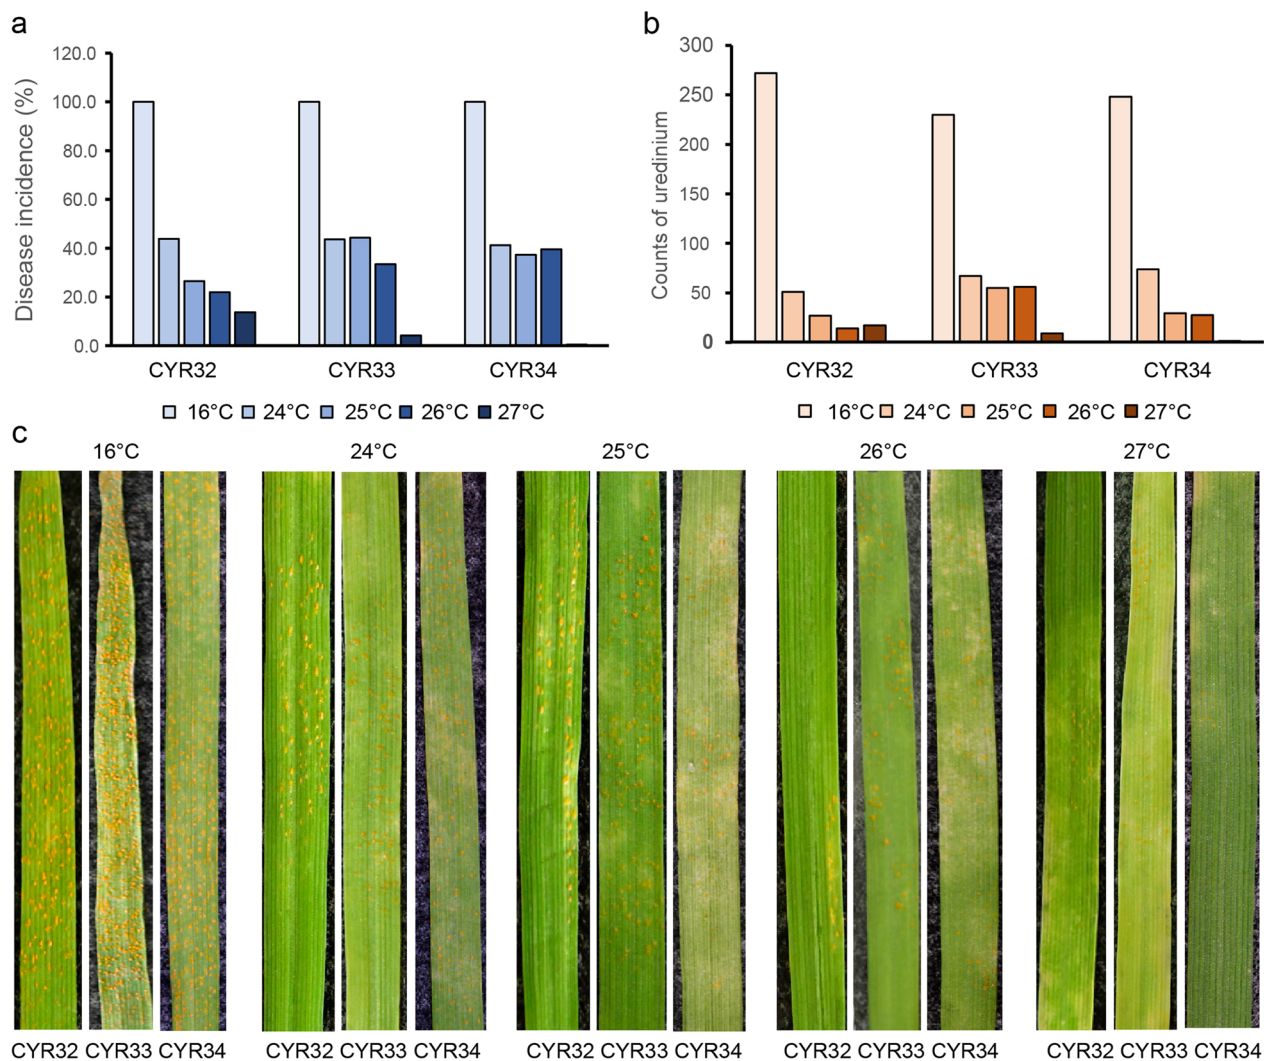 a
Disease incidence (%)
120.0
100.0
80.0
60.0
40.0
20.0
0.0
CYR32 CYR33 CYR34
16°C 24°C 25°C 26°C 27°C
b
Counts of uredinium
300
250
200
150
100
50
0
CYR32 CYR33 CYR34
16°C 24°C 25°C 26°C 27°C
c
16°C 24°C 25°C 26°C 27°C
CYR32 CYR33 CYR34 CYR32 CYR33 CYR34 CYR32 CYR33 CYR34 CYR32 CYR33 CYR34 CYR32 CYR33 CYR34